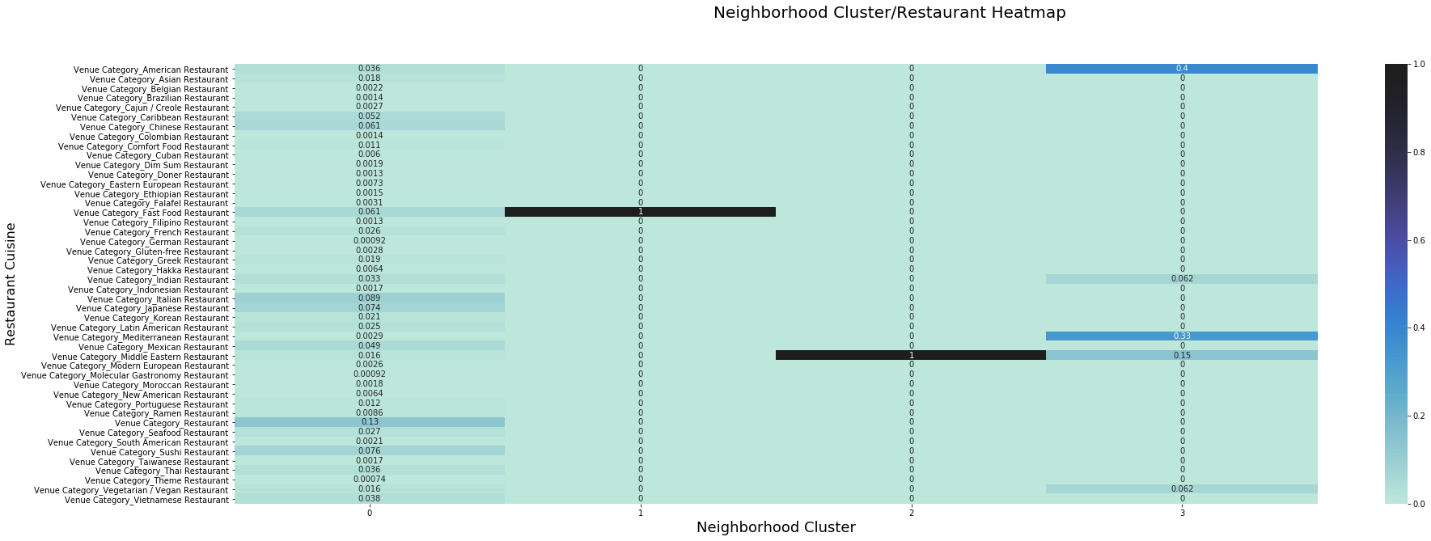 Neighborhood Cluster/Restaurant Heatmap
Venue Category_American Restaurant 0.036 0 0 0.4
Venue Category_Asian Restaurant 0.018 0 0 0
Venue Category_Belgian Restaurant 0.0022 0 0 0
Venue Category_Brazilian Restaurant 0.0014 0 0 0
Venue Category_Cajun / Creole Restaurant 0.0027 0 0 0
Venue Category_Caribbean Restaurant 0.052 0 0 0
Venue Category_Chinese Restaurant 0.061 0 0 0
Venue Category_Colombian Restaurant 0.0014 0 0 0
Venue Category_Comfort Food Restaurant 0.011 0 0 0
Venue Category_Cuban Restaurant 0.006 0 0 0
Venue Category_Dim Sum Restaurant 0.0019 0 0 0
Venue Category_Doner Restaurant 0.0013 0 0 0
Venue Category_Eastern European Restaurant 0.0073 0 0 0
Venue Category_Ethiopian Restaurant 0.0015 0 0 0
Venue Category_Falafel Restaurant 0.0031 0 0 0
Venue Category_Fast Food Restaurant 0.061 1 0 0
Venue Category_Filipino Restaurant 0.0013 0 0 0
Venue Category_French Restaurant 0.026 0 0 0
Venue Category_German Restaurant 0.00092 0 0 0
Venue Category_Gluten-free Restaurant 0.0028 0 0 0
Venue Category_Greek Restaurant 0.019 0 0 0
Venue Category_Hakka Restaurant 0.0064 0 0 0
Venue Category_Indian Restaurant 0.033 0 0 0.062
Venue Category_Indonesian Restaurant 0.0017 0 0 0
Venue Category_Italian Restaurant 0.089 0 0 0
Venue Category_Japanese Restaurant 0.074 0 0 0
Venue Category_Korean Restaurant 0.021 0 0 0
Venue Category_Latin American Restaurant 0.025 0 0 0
Venue Category_Mediterranean Restaurant 0.0029 0 0 0.33
Venue Category_Mexican Restaurant 0.049 0 0 0
Venue Category_Middle Eastern Restaurant 0.016 0 1 0.15
Venue Category_Modern European Restaurant 0.0026 0 0 0
Venue Category_Molecular Gastronomy Restaurant 0.00092 0 0 0
Venue Category_Moroccan Restaurant 0.0018 0 0 0
Venue Category_New American Restaurant 0.0064 0 0 0
Venue Category_Portuguese Restaurant 0.012 0 0 0
Venue Category_Ramen Restaurant 0.0086 0 0 0
Venue Category_Restaurant 0.13 0 0 0
Venue Category_Seafood Restaurant 0.027 0 0 0
Venue Category_South American Restaurant 0.0021 0 0 0
Venue Category_Sushi Restaurant 0.076 0 0 0
Venue Category_Taiwanese Restaurant 0.0017 0 0 0
Venue Category_Thai Restaurant 0.036 0 0 0
Venue Category_Theme Restaurant 0.00074 0 0 0
Venue Category_Vegetarian / Vegan Restaurant 0.016 0 0 0.062
Venue Category_Vietnamese Restaurant 0.038 0 0 0
0 1 2 3
Neighborhood Cluster
Restaurant Cuisine
1.0
0.8
0.6
0.4
0.2
0.0